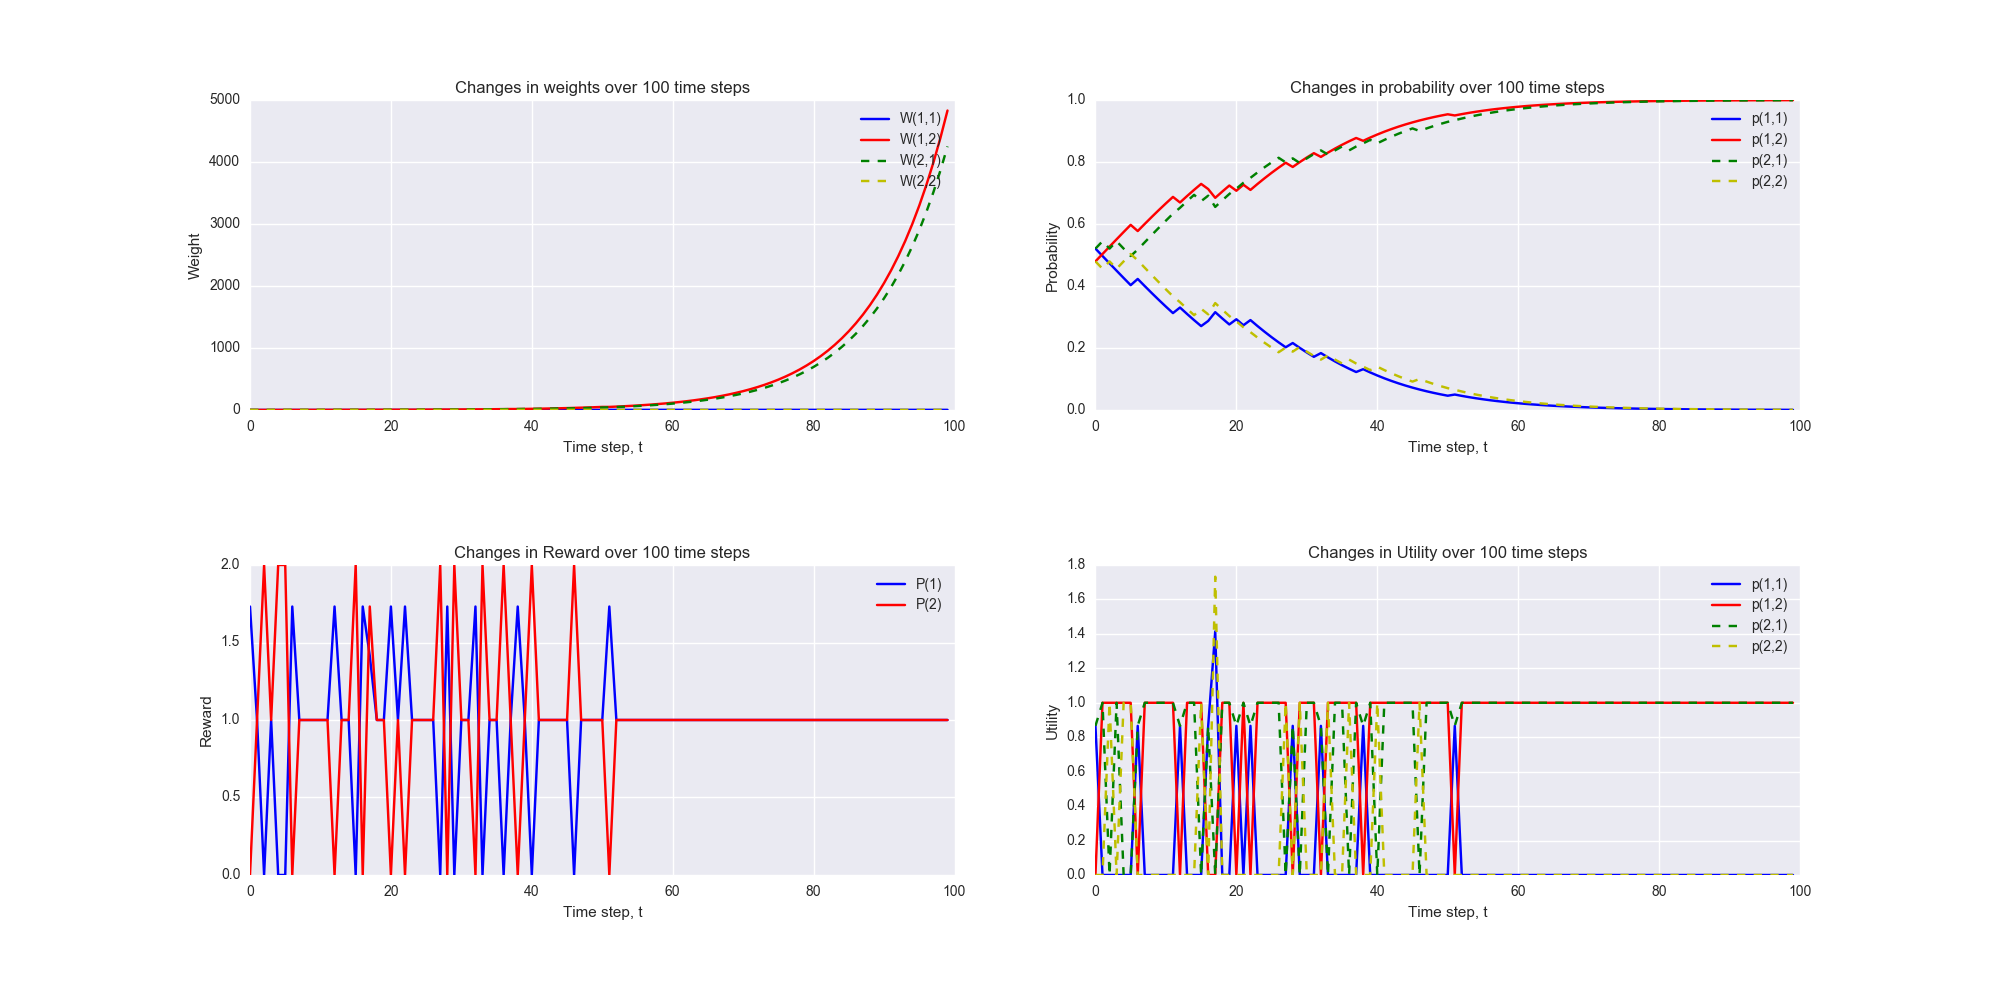 Changes in weights over 100 time steps
5000
4000
3000
2000
1000
0
Weight
W(1,1)
W(1,2)
W(2,1)
W(2,2)
0 20 40 60 80 100
Time step, t
Changes in probability over 100 time steps
1.0
0.8
0.6
0.4
0.2
0.0
Probability
p(1,1)
p(1,2)
p(2,1)
p(2,2)
0 20 40 60 80 100
Time step, t
Changes in Reward over 100 time steps
2.0
1.5
1.0
0.5
0.0
Reward
P(1)
P(2)
0 20 40 60 80 100
Time step, t
Changes in Utility over 100 time steps
1.8
1.6
1.4
1.2
1.0
0.8
0.6
0.4
0.2
0.0
Utility
p(1,1)
p(1,2)
p(2,1)
p(2,2)
0 20 40 60 80 100
Time step, t